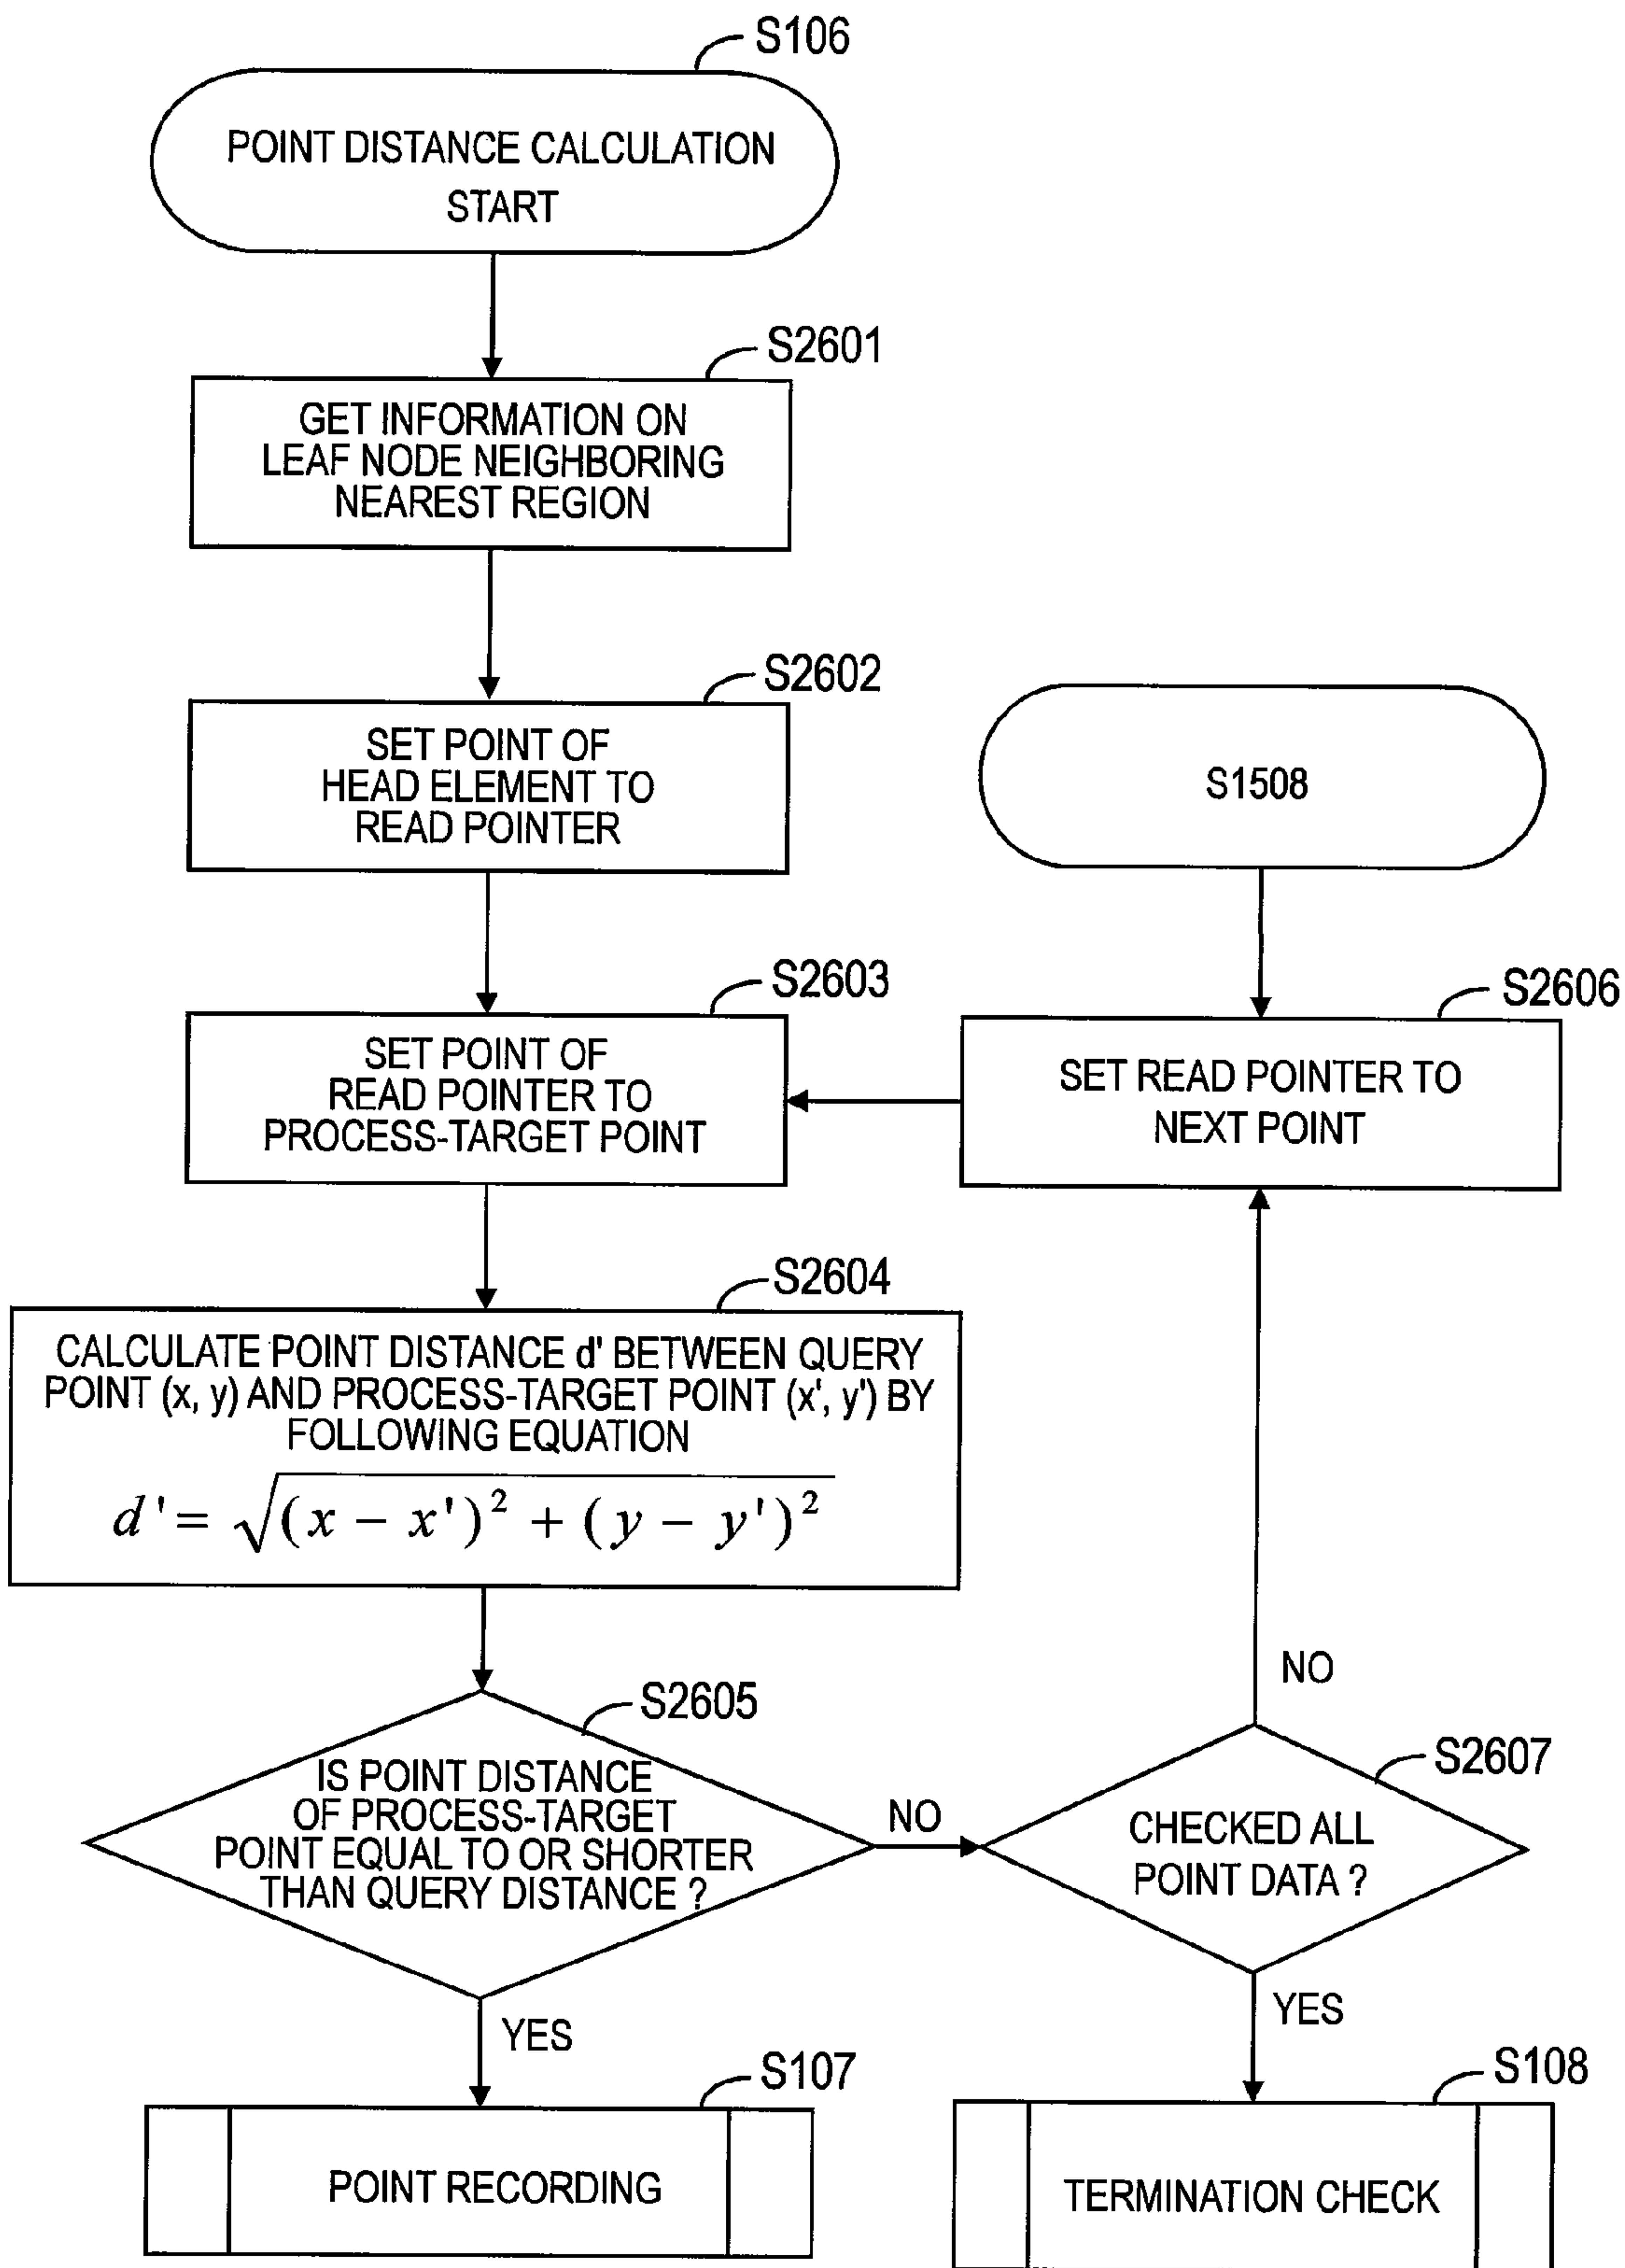 S106
POINT DISTANCE CALCULATION
START
S2601
GET INFORMATION ON
LEAF NODE NEIGHBORING
NEAREST REGION
S2602
SET POINT OF
HEAD ELEMENT TO
READ POINTER
S1508
S2603
SET POINT OF
READ POINTER TO
PROCESS-TARGET POINT
S2606
SET READ POINTER TO
NEXT POINT
S2604
CALCULATE POINT DISTANCE d' BETWEEN QUERY
POINT (x, y) AND PROCESS-TARGET POINT (x', y') BY
FOLLOWING EQUATION
d' = √(x - x')² + (y - y')²
NO
S2605
IS POINT DISTANCE
OF PROCESS-TARGET
POINT EQUAL TO OR SHORTER
THAN QUERY DISTANCE ?
NO
S2607
CHECKED ALL
POINT DATA ?
YES
YES
S107
POINT RECORDING
S108
TERMINATION CHECK